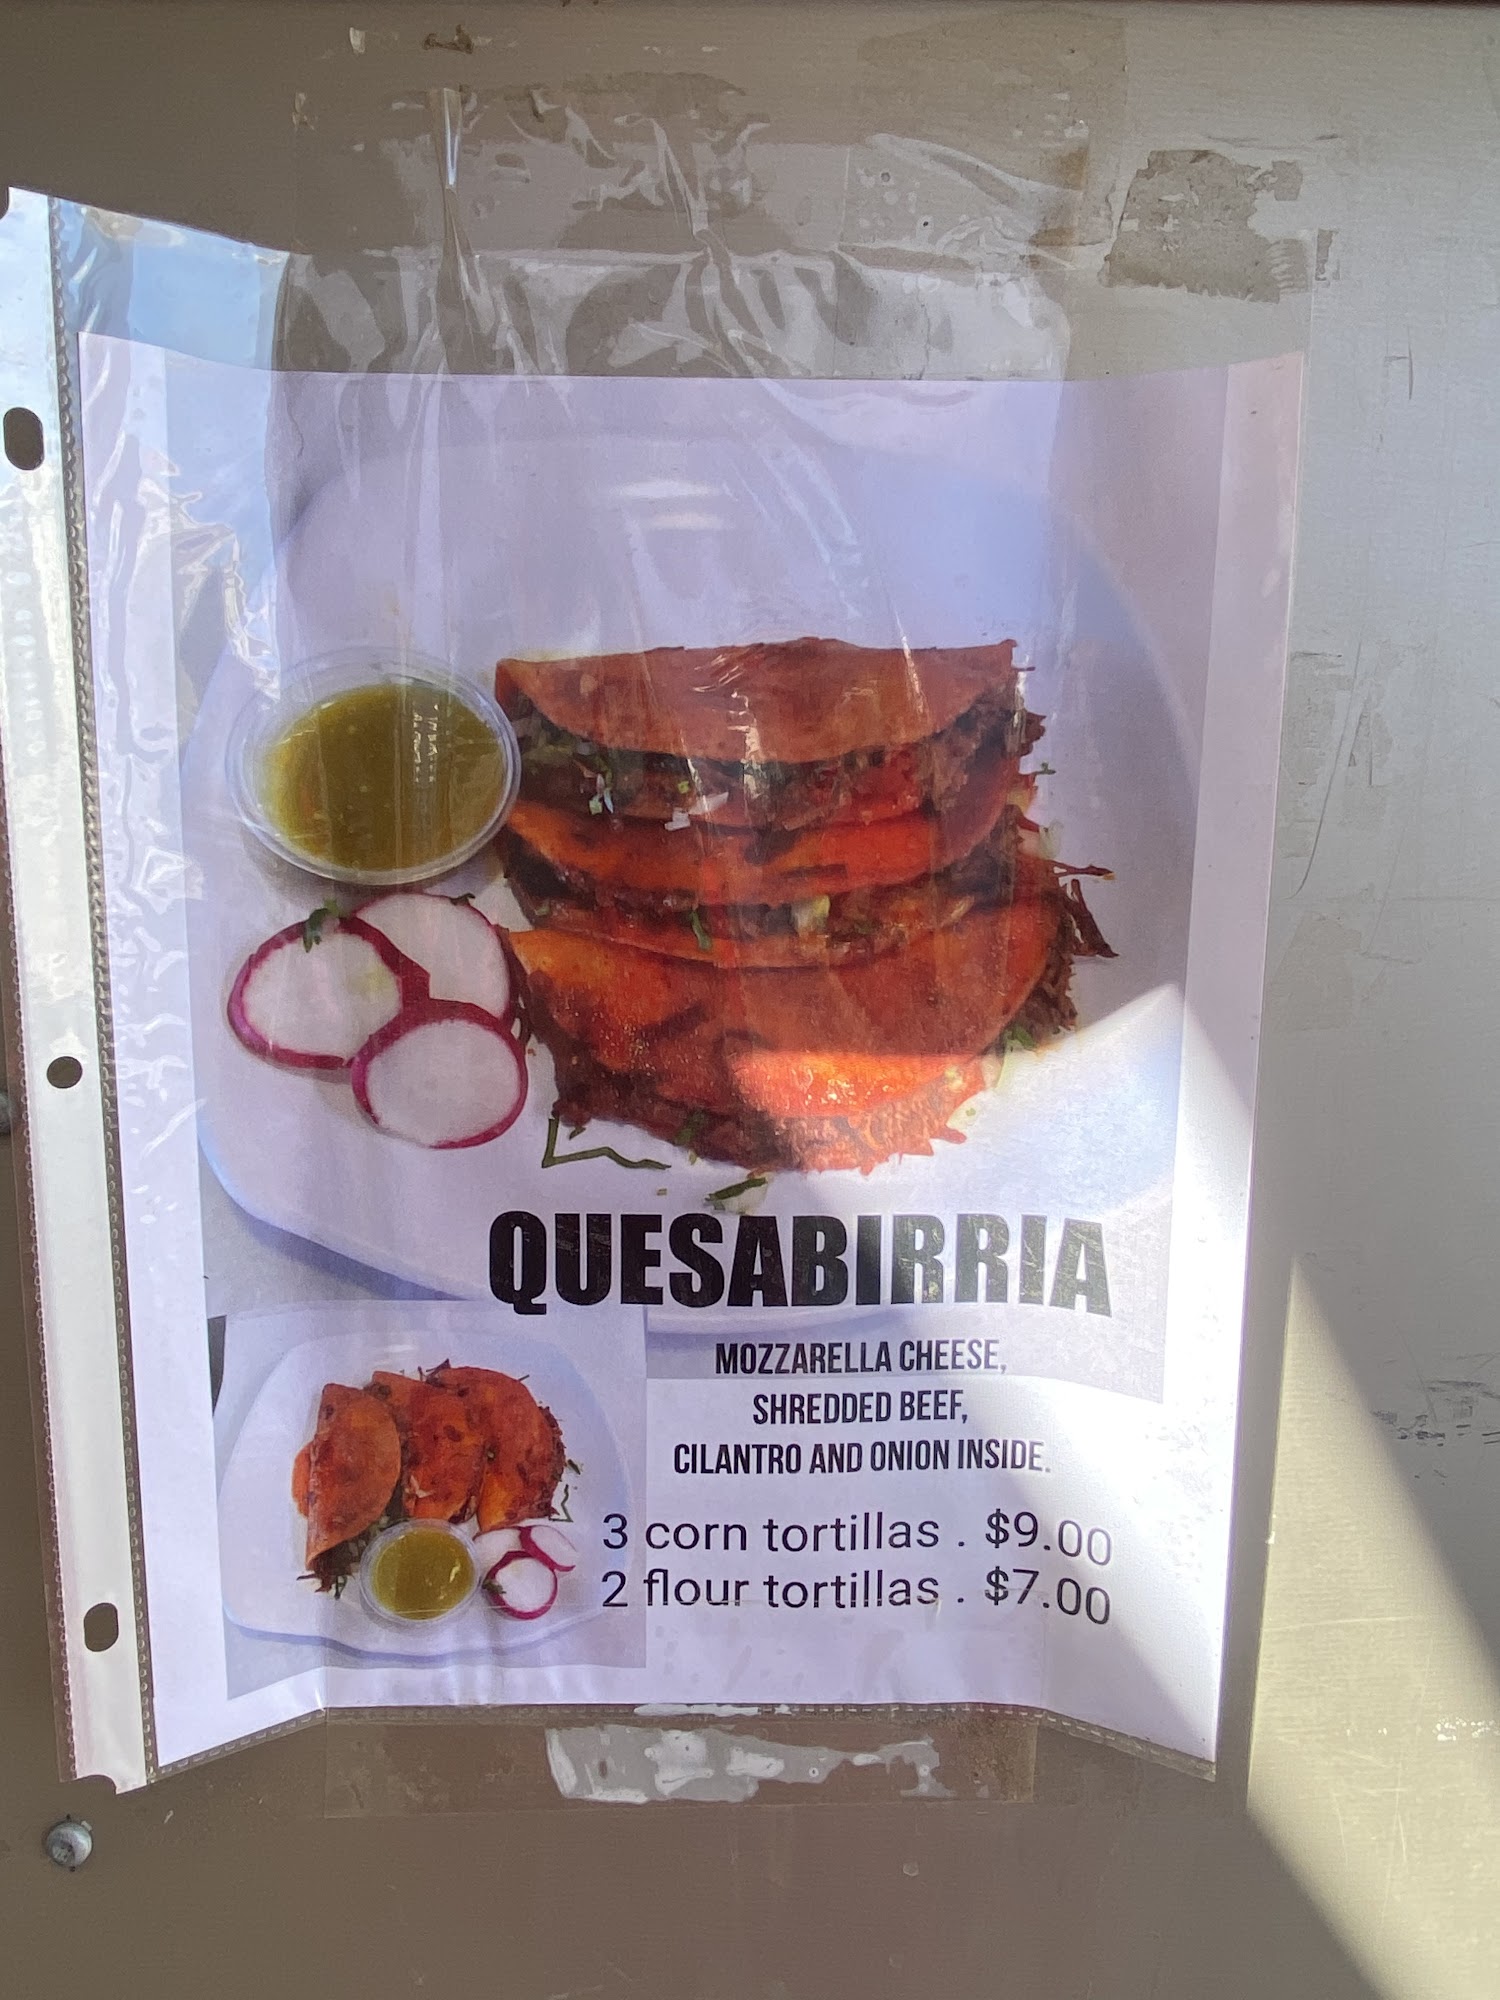 QUESABIRRIA
MOZZARELLA CHEESE,
SHREDDED BEEF,
CILANTRO AND ONION INSIDE.
3 corn tortillas . $9.00
2 flour tortillas . $7.00